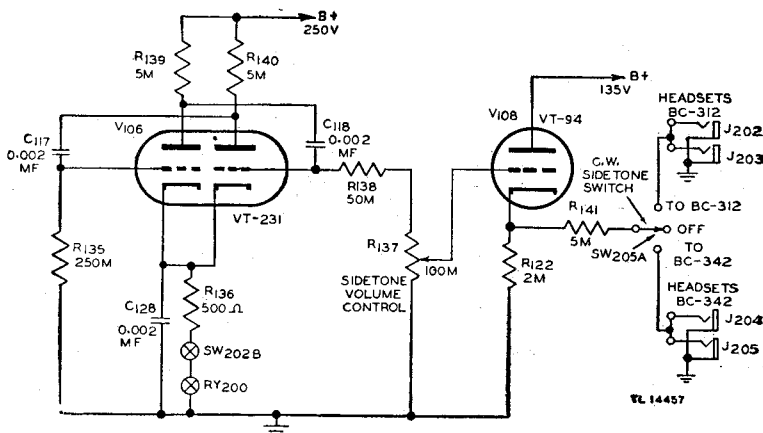 B+
250V
R139
5M
R140
5M
C117
0.002
MF
V106
C118
0.002
MF
VT-231
R138
50M
R135
250M
C128
0.002
MF
R136
500 Ω
SW202B
RY200
R137
100M
SIDETONE
VOLUME
CONTROL
B+
135V
V108
VT-94
R141
5M
R122
2M
C.W.
SIDETONE
SWITCH
SW205A
HEADSETS
BC-312
J202
J203
TO BC-312
OFF
TO
BC-342
HEADSETS
BC-342
J204
J205
TL 14457